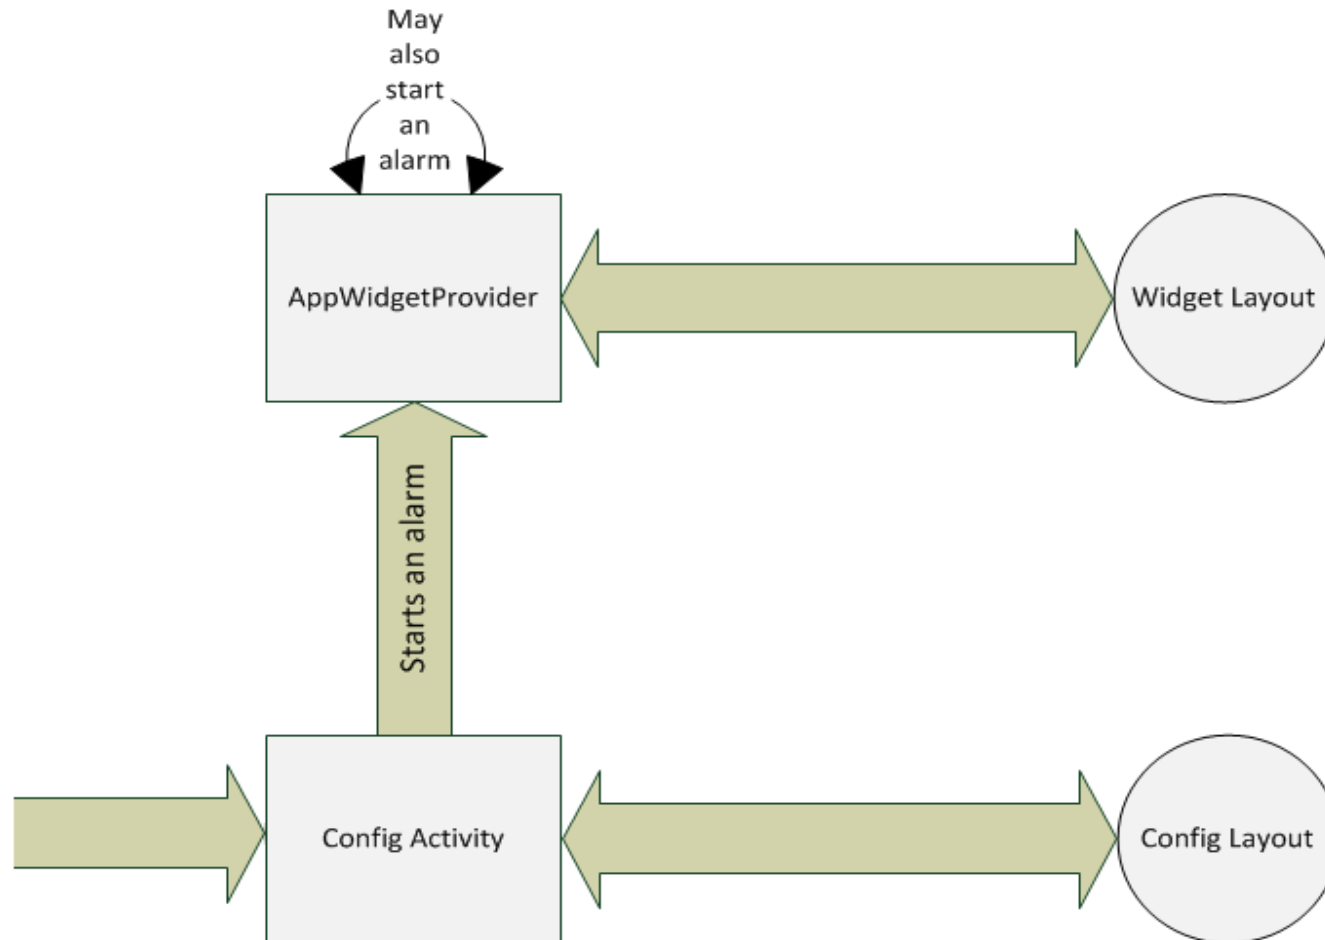 May
also
start
an
alarm
AppWidgetProvider
Widget Layout
Starts an alarm
Config Activity
Config Layout